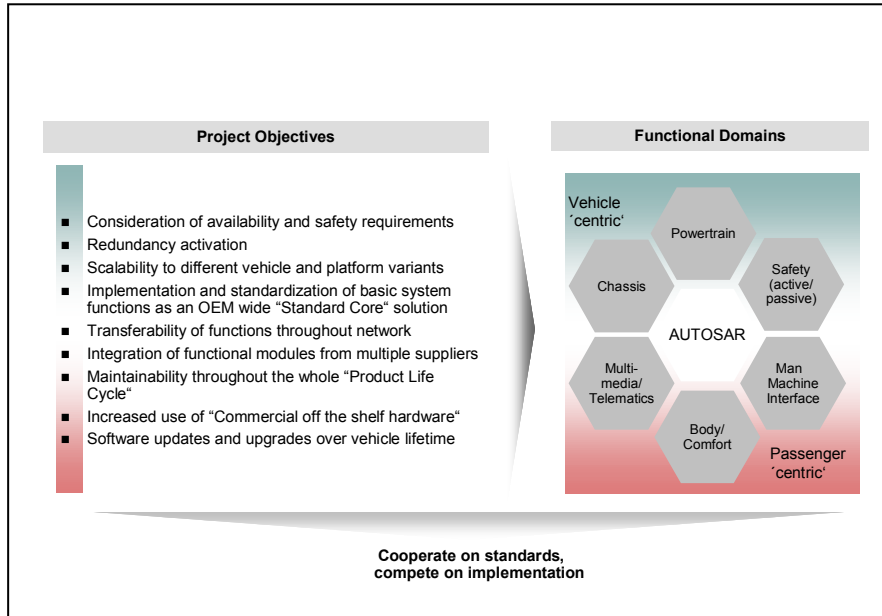 Project Objectives
■ Consideration of availability and safety requirements
■ Redundancy activation
■ Scalability to different vehicle and platform variants
■ Implementation and standardization of basic system
functions as an OEM wide “Standard Core“ solution
■ Transferability of functions throughout network
■ Integration of functional modules from multiple suppliers
■ Maintainability throughout the whole “Product Life
Cycle“
■ Increased use of “Commercial off the shelf hardware“
■ Software updates and upgrades over vehicle lifetime
Functional Domains
Vehicle
´centric‘
Powertrain
Chassis
Safety
(active/
passive)
AUTOSAR
Multi-
media/
Telematics
Man
Machine
Interface
Body/
Comfort
Passenger
´centric‘
Cooperate on standards,
compete on implementation